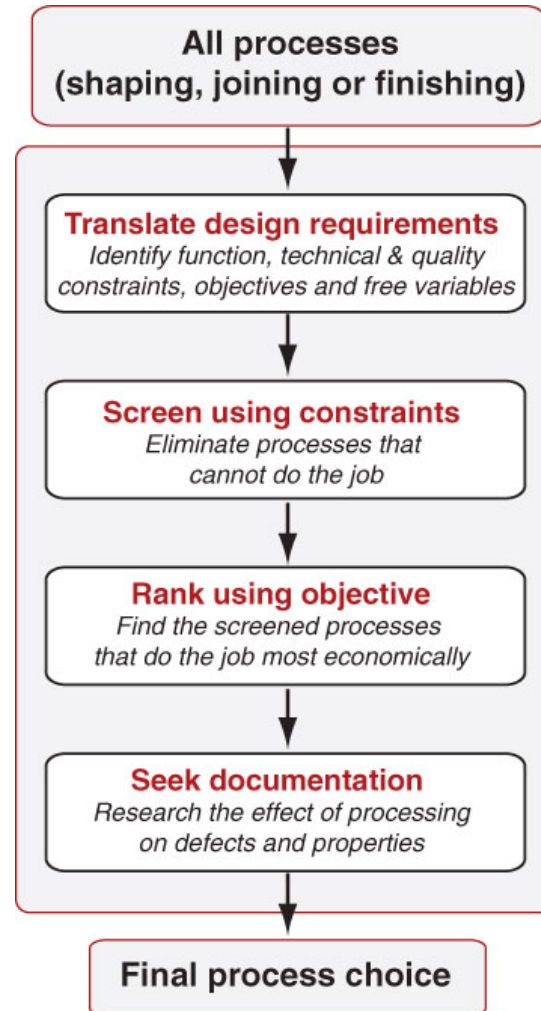 All processes
(shaping, joining or finishing)
Translate design requirements
Identify function, technical & quality
constraints, objectives and free variables
Screen using constraints
Eliminate processes that
cannot do the job
Rank using objective
Find the screened processes
that do the job most economically
Seek documentation
Research the effect of processing
on defects and properties
Final process choice